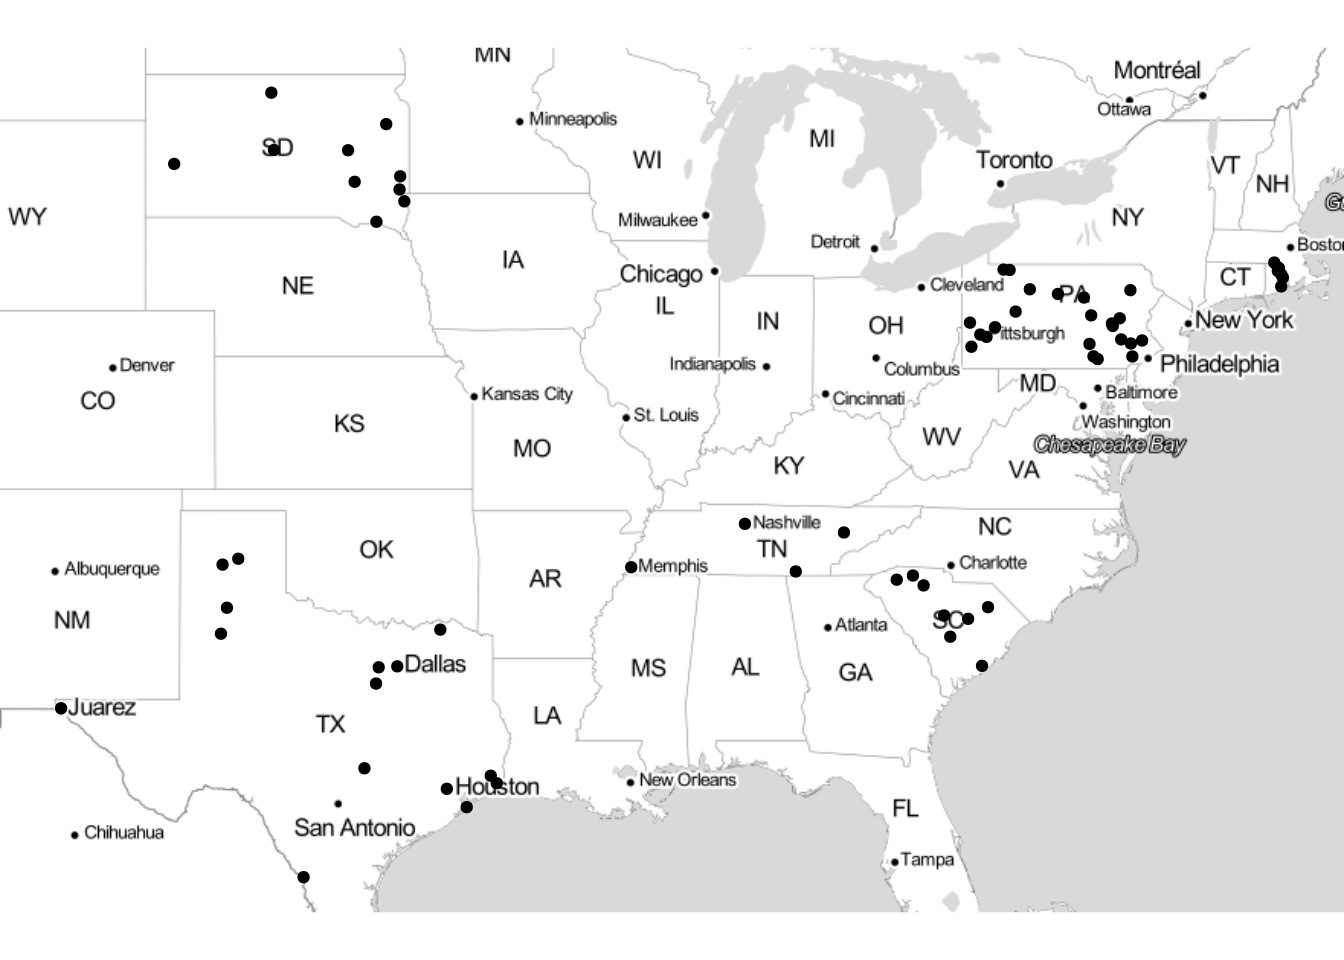 MN
Montréal
Ottawa
Minneapolis
MI
SD
WI
Toronto
VT
NH
WY
NY
Milwaukee
Detroit
Boston
IA
Chicago
CT
NE
Cleveland
PA
IL
IN
OH
New York
ittsburgh
Denver
Indianapolis
Columbus
Philadelphia
MD
Baltimore
CO
Kansas City
Cincinnati
St. Louis
Washington
KS
WV
Chesapeake Bay
MO
KY
VA
Nashville
NC
OK
TN
Charlotte
Albuquerque
Memphis
AR
NM
SC
Atlanta
Dallas
MS
AL
GA
Juarez
LA
TX
New Orleans
Houston
FL
San Antonio
Chihuahua
Tampa